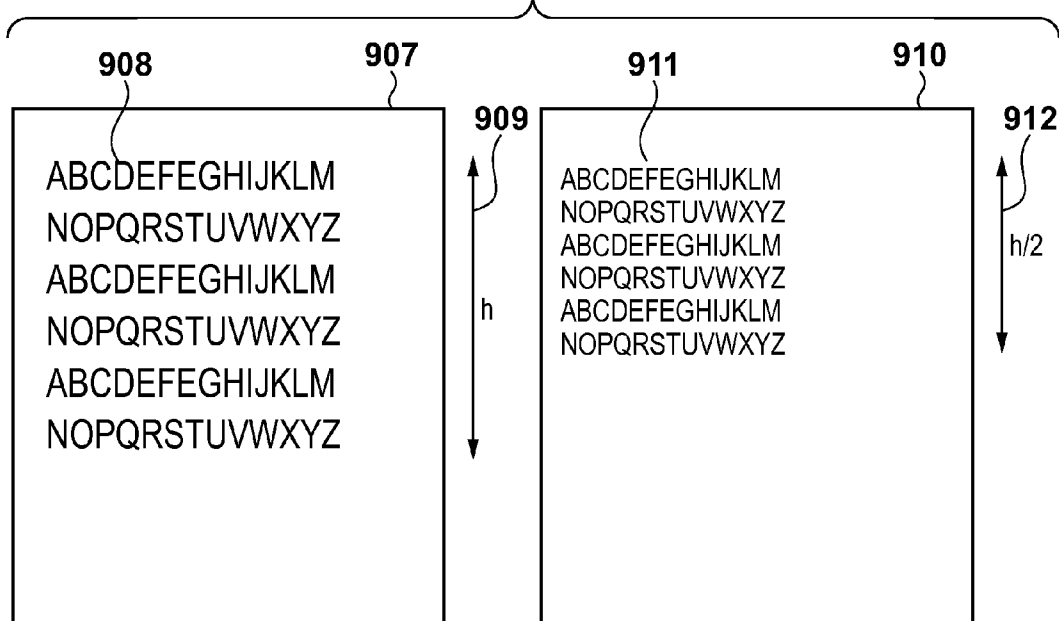 908
907
909
ABCDEFEGHIJKLM
NOPQRSTUVWXYZ
ABCDEFEGHIJKLM
NOPQRSTUVWXYZ
ABCDEFEGHIJKLM
NOPQRSTUVWXYZ
h
911
910
912
ABCDEFEGHIJKLM
NOPQRSTUVWXYZ
ABCDEFEGHIJKLM
NOPQRSTUVWXYZ
ABCDEFEGHIJKLM
NOPQRSTUVWXYZ
h/2